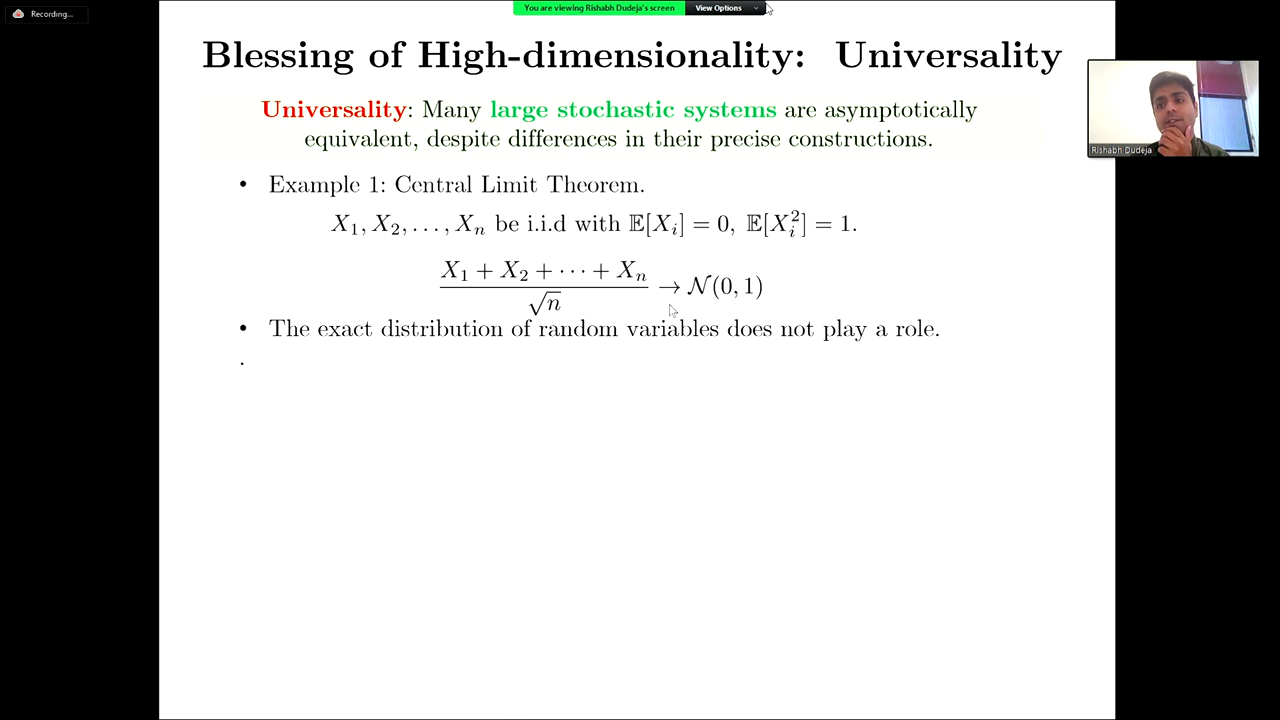 Recording...
You are viewing Rishabh Dudeja's screen View Options
Blessing of High-dimensionality: Universality
Universality: Many large stochastic systems are asymptotically
equivalent, despite differences in their precise constructions.
Rishabh Dudeja
• Example 1: Central Limit Theorem.
X₁, X₂, . . . , Xₙ be i.i.d with 𝔼[Xᵢ] = 0, 𝔼[Xᵢ²] = 1.
(X₁ + X₂ + ⋯ + Xₙ) / √n → 𝒩(0, 1)
• The exact distribution of random variables does not play a role.